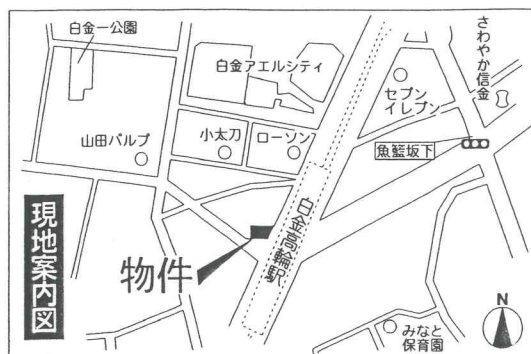 白金一公園
さわやか信金
白金アエルシティ
セブン
イレブン
山田バルブ
小太刀
ローソン
魚籃坂下
白金高輪駅
現地案内図
物件
N
みなと
保育園